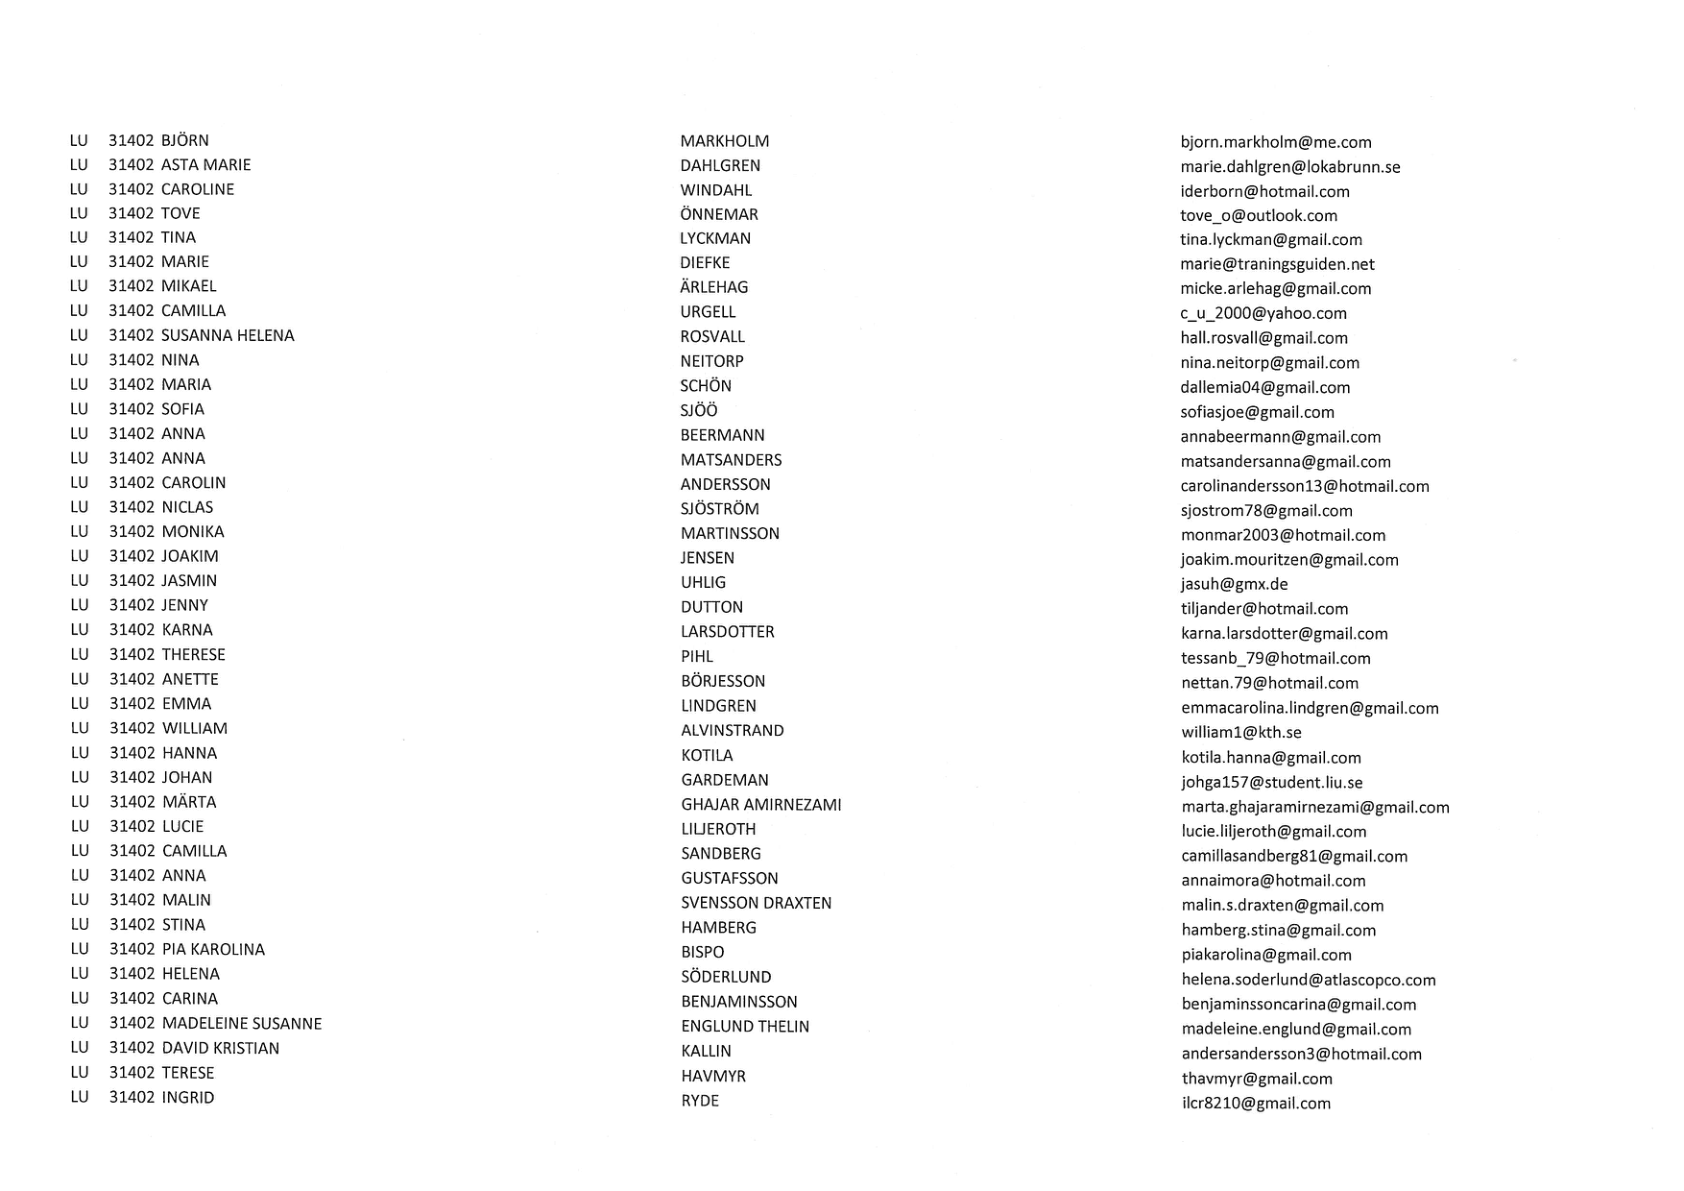 LU 31402 BJÖRN MARKHOLM bjorn.markholm@me.com
LU 31402 ASTA MARIE DAHLGREN marie.dahlgren@lokabrunn.se
LU 31402 CAROLINE WINDAHL iderborn@hotmail.com
LU 31402 TOVE ÖNNEMAR tove_o@outlook.com
LU 31402 TINA LYCKMAN tina.lyckman@gmail.com
LU 31402 MARIE DIEFKE marie@traningsguiden.net
LU 31402 MIKAEL ÄRLEHAG micke.arlehag@gmail.com
LU 31402 CAMILLA URGELL c_u_2000@yahoo.com
LU 31402 SUSANNA HELENA ROSVALL hall.rosvall@gmail.com
LU 31402 NINA NEITORP nina.neitorp@gmail.com
LU 31402 MARIA SCHÖN dallemia04@gmail.com
LU 31402 SOFIA SJÖÖ sofiasjoe@gmail.com
LU 31402 ANNA BEERMANN annabeermann@gmail.com
LU 31402 ANNA MATSANDERS matsandersanna@gmail.com
LU 31402 CAROLIN ANDERSSON carolinandersson13@hotmail.com
LU 31402 NICLAS SJÖSTRÖM sjostrom78@gmail.com
LU 31402 MONIKA MARTINSSON monmar2003@hotmail.com
LU 31402 JOAKIM JENSEN joakim.mouritzen@gmail.com
LU 31402 JASMIN UHLIG jasuh@gmx.de
LU 31402 JENNY DUTTON tiljander@hotmail.com
LU 31402 KARNA LARSDOTTER karna.larsdotter@gmail.com
LU 31402 THERESE PIHL tessanb_79@hotmail.com
LU 31402 ANETTE BÖRJESSON nettan.79@hotmail.com
LU 31402 EMMA LINDGREN emmacarolina.lindgren@gmail.com
LU 31402 WILLIAM ALVINSTRAND william1@kth.se
LU 31402 HANNA KOTILA kotila.hanna@gmail.com
LU 31402 JOHAN GARDEMAN johga157@student.liu.se
LU 31402 MÄRTA GHAJAR AMIRNEZAMI marta.ghajaramirnezami@gmail.com
LU 31402 LUCIE LILJEROTH lucie.liljeroth@gmail.com
LU 31402 CAMILLA SANDBERG camillasandberg81@gmail.com
LU 31402 ANNA GUSTAFSSON annaimora@hotmail.com
LU 31402 MALIN SVENSSON DRAXTEN malin.s.draxten@gmail.com
LU 31402 STINA HAMBERG hamberg.stina@gmail.com
LU 31402 PIA KAROLINA BISPO piakarolina@gmail.com
LU 31402 HELENA SÖDERLUND helena.soderlund@atlascopco.com
LU 31402 CARINA BENJAMINSSON benjaminssoncarina@gmail.com
LU 31402 MADELEINE SUSANNE ENGLUND THELIN madeleine.englund@gmail.com
LU 31402 DAVID KRISTIAN KALLIN andersandersson3@hotmail.com
LU 31402 TERESE HAVMYR thavmyr@gmail.com
LU 31402 INGRID RYDE ilcr8210@gmail.com